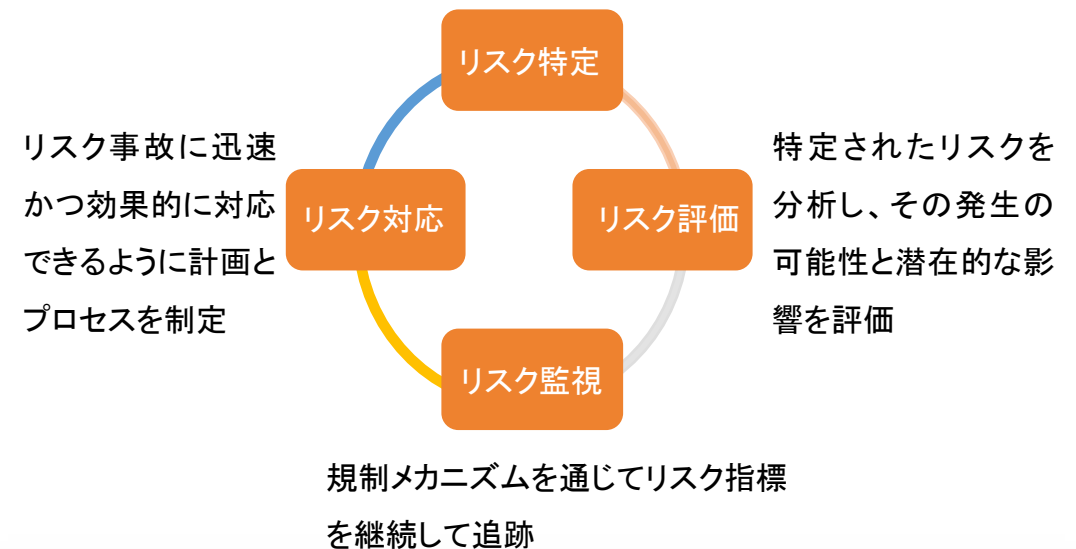 リスク特定
リスク事故に迅速
かつ効果的に対応
できるように計画と
プロセスを制定
リスク対応
リスク評価
特定されたリスクを
分析し、その発生の
可能性と潜在的な影
響を評価
リスク監視
規制メカニズムを通じてリスク指標
を継続して追跡